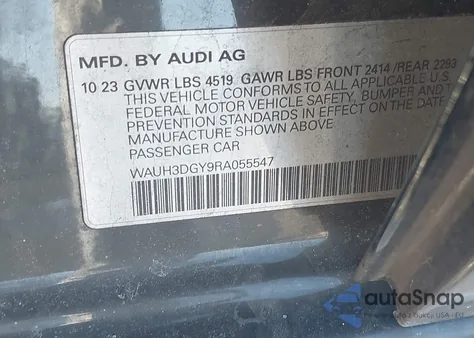 MFD. BY AUDI AG
10 23 GVWR LBS 4519 GAWR LBS FRONT 2414 /REAR 2293
THIS VEHICLE CONFORMS TO ALL APPLICABLE U.S.
FEDERAL MOTOR VEHICLE SAFETY, BUMPER AND
PREVENTION STANDARDS IN EFFECT ON THE DA
MANUFACTURE SHOWN ABOVE
PASSENGER CAR
WAUH3DGY9RA055547
autoSnap